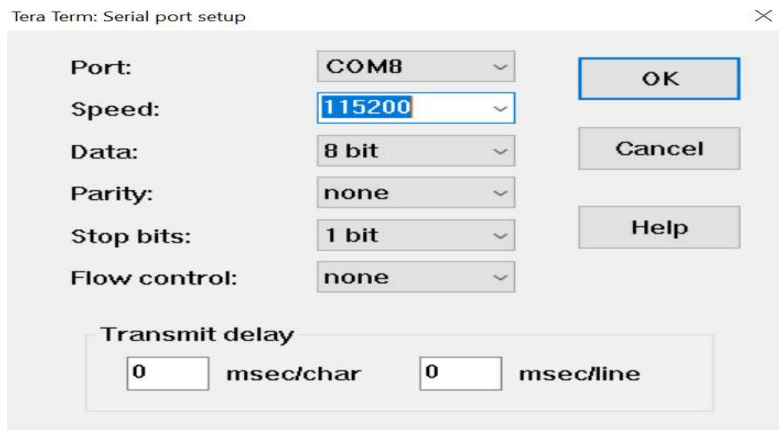 Tera Term: Serial port setup
Port: COM8
OK
Speed: 115200
Data: 8 bit
Cancel
Parity: none
Stop bits: 1 bit
Help
Flow control: none
Transmit delay
0 msec/char 0 msec/line